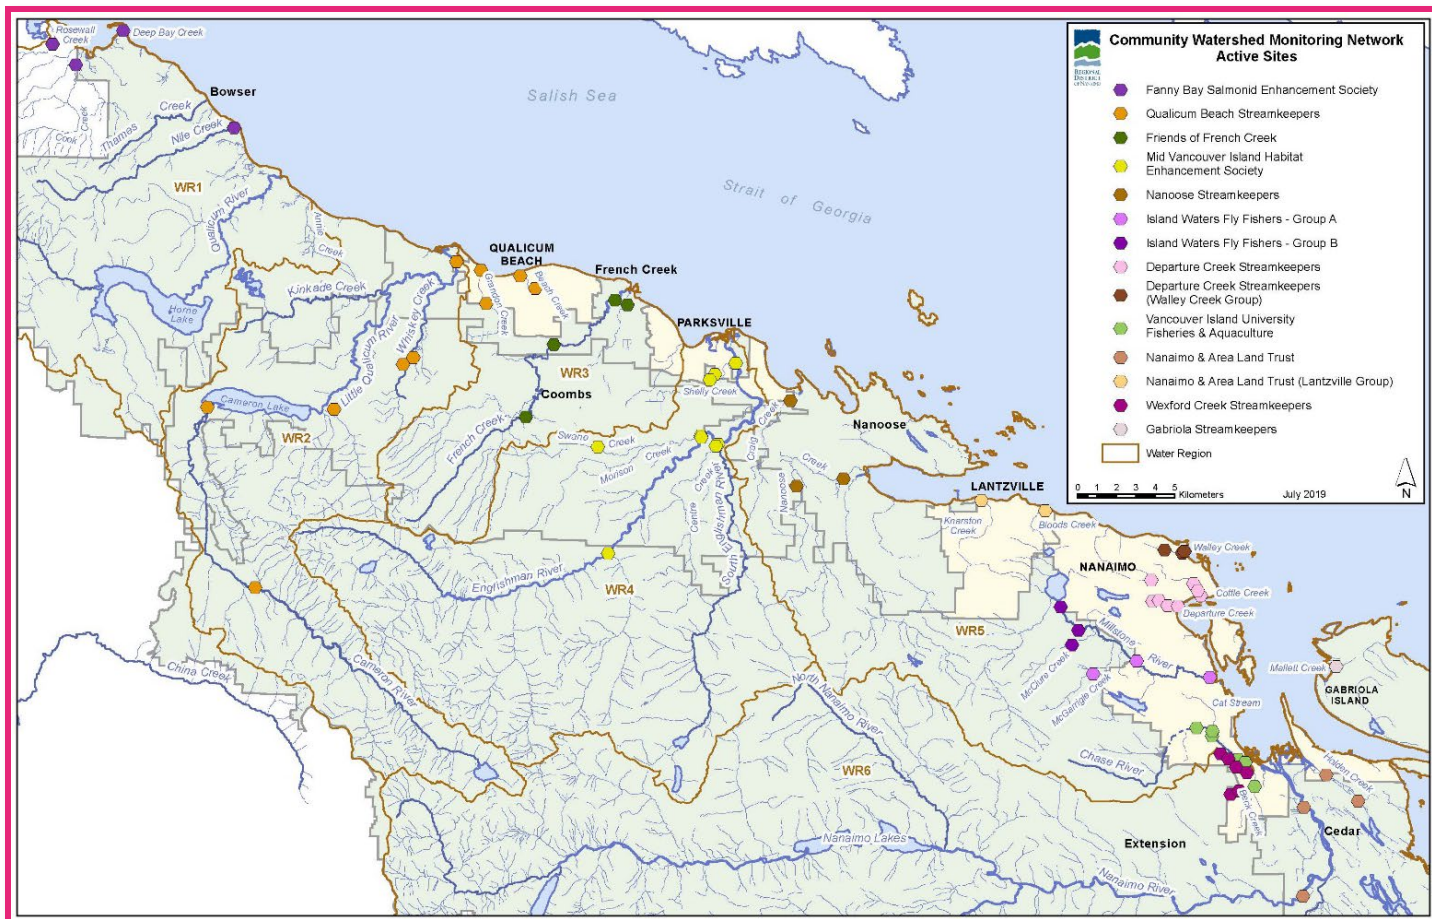 Community Watershed Monitoring Network
Active Sites
REGIONAL
DISTRICT
OF NANAIMO
Fanny Bay Salmonid Enhancement Society
Qualicum Beach Streamkeepers
Friends of French Creek
Mid Vancouver Island Habitat
Enhancement Society
Nanoose Streamkeepers
Island Waters Fly Fishers - Group A
Island Waters Fly Fishers - Group B
Departure Creek Streamkeepers
Departure Creek Streamkeepers
(Walley Creek Group)
Vancouver Island University
Fisheries & Aquaculture
Nanaimo & Area Land Trust
Nanaimo & Area Land Trust (Lantzville Group)
Wexford Creek Streamkeepers
Gabriola Streamkeepers
Water Region
0 1 2 3 4 5
Kilometers
July 2019
N
Rosewall
Creek
Deep Bay Creek
Bowser
Cook Creek
Thames Creek
Nile Creek
Salish Sea
Strait of Georgia
WR1
Qualicum River
Annie Creek
Horne
Lake
Kinkade Creek
QUALICUM
BEACH
French Creek
Grandon Creek
Beach Creek
Little Qualicum River
Whiskey Creek
PARKSVILLE
WR3
Coombs
Shelly Creek
Cameron Lake
WR2
French Creek
Swane Creek
Morison Creek
Craig Creek
Nanoose
Nanoose Creek
Centre Creek
South Englishman River
LANTZVILLE
Knarston
Creek
Bloods Creek
Walley Creek
NANAIMO
Cottle Creek
Departure Creek
Englishman River
WR4
WR5
Millstone River
McClure Creek
McGarrigle Creek
Cat Stream
Mallett Creek
GABRIOLA
ISLAND
China Creek
Cameron River
North Nanaimo River
Chase River
WR6
Holden Creek
Beck Creek
Nanaimo Lakes
Extension
Cedar
Nanaimo River